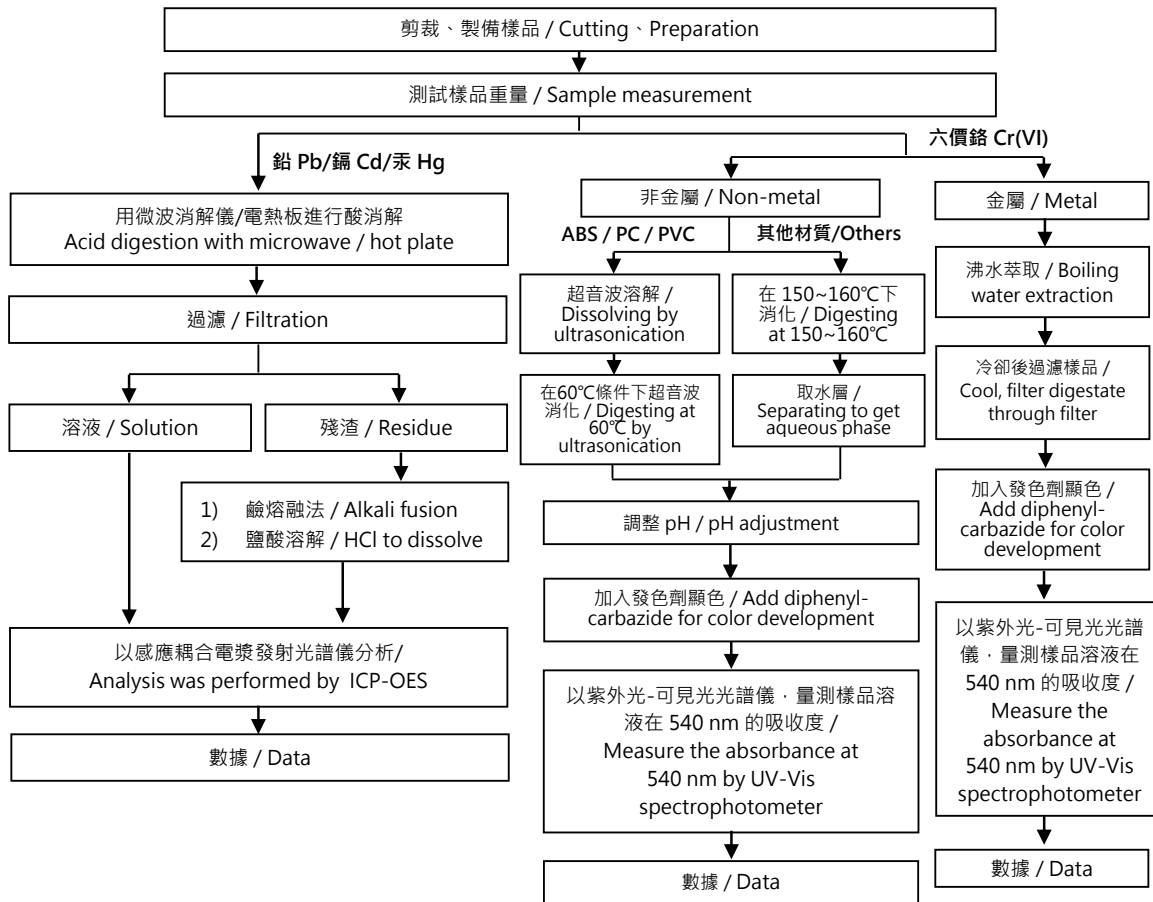 剪裁、製備樣品 / Cutting、Preparation
測試樣品重量 / Sample measurement
鉛 Pb/鎘 Cd/汞 Hg
六價鉻 Cr(VI)
用微波消解儀/電熱板進行酸消解
Acid digestion with microwave / hot plate
過濾 / Filtration
溶液 / Solution
殘渣 / Residue
1) 鹼熔融法 / Alkali fusion
2) 鹽酸溶解 / HCl to dissolve
以感應耦合電漿發射光譜儀分析/
Analysis was performed by ICP-OES
數據 / Data
非金屬 / Non-metal
ABS / PC / PVC
其他材質/Others
超音波溶解 /
Dissolving by
ultrasonication
在60℃條件下超音波
消化 / Digesting at
60℃ by
ultrasonication
在 150~160℃下
消化 / Digesting
at 150~160℃
取水層 /
Separating to get
aqueous phase
調整 pH / pH adjustment
加入發色劑顯色 / Add diphenyl-
carbazide for color development
以紫外光-可見光光譜儀，量測樣品溶
液在 540 nm 的吸收度 /
Measure the absorbance at
540 nm by UV-Vis
spectrophotometer
數據 / Data
金屬 / Metal
沸水萃取 / Boiling
water extraction
冷卻後過濾樣品 /
Cool, filter digestate
through filter
加入發色劑顯色 /
Add diphenyl-
carbazide for color
development
以紫外光-可見光光譜
儀，量測樣品溶液在
540 nm 的吸收度 /
Measure the
absorbance at
540 nm by UV-Vis
spectrophotometer
數據 / Data